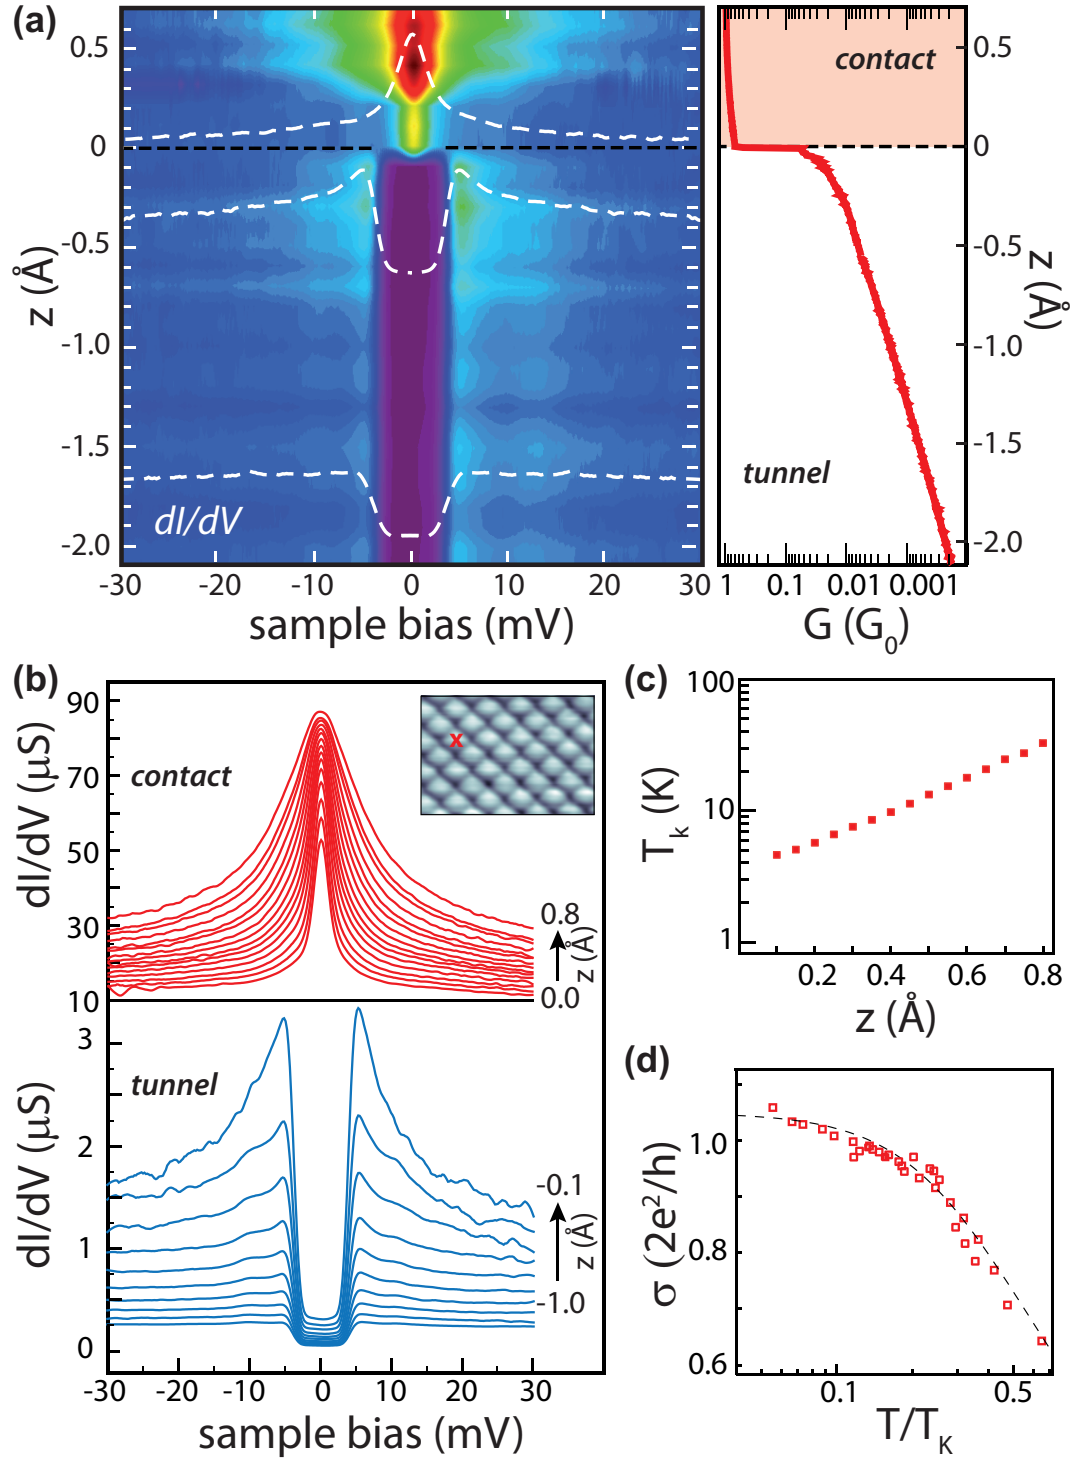 (a)
0.5
0
-0.5
-1.0
-1.5
-2.0
z (Å)
dI/dV
-30 -20 -10 0 10 20 30
sample bias (mV)
contact
tunnel
0.5
0
-0.5
-1.0
-1.5
-2.0
z (Å)
1 0.1 0.01 0.001
G (G0)
(b)
90
70
50
30
10
dI/dV (μS)
contact
x
0.8
z (Å)
0.0
3
2
1
0
dI/dV (μS)
tunnel
-0.1
z (Å)
-1.0
-30 -20 -10 0 10 20 30
sample bias (mV)
(c)
100
10
1
Tk (K)
0.2 0.4 0.6 0.8
z (Å)
(d)
1.0
0.8
0.6
σ (2e²/h)
0.1 0.5
T/TK